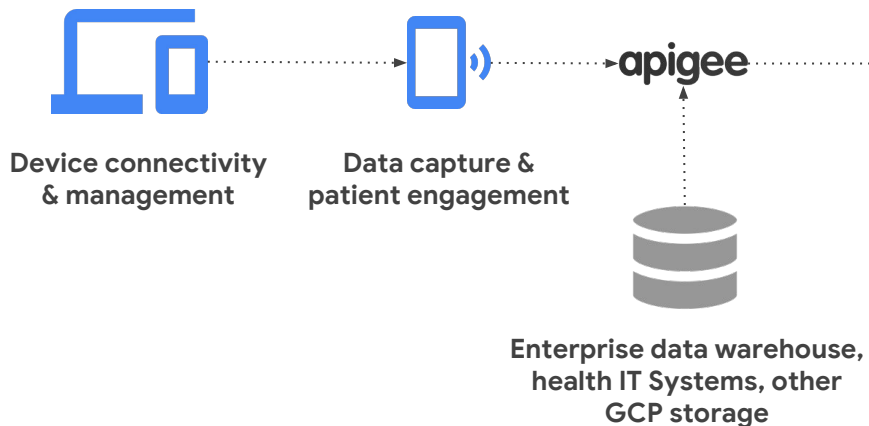 apigee
Device connectivity
& management
Data capture &
patient engagement
Enterprise data warehouse,
health IT Systems, other
GCP storage